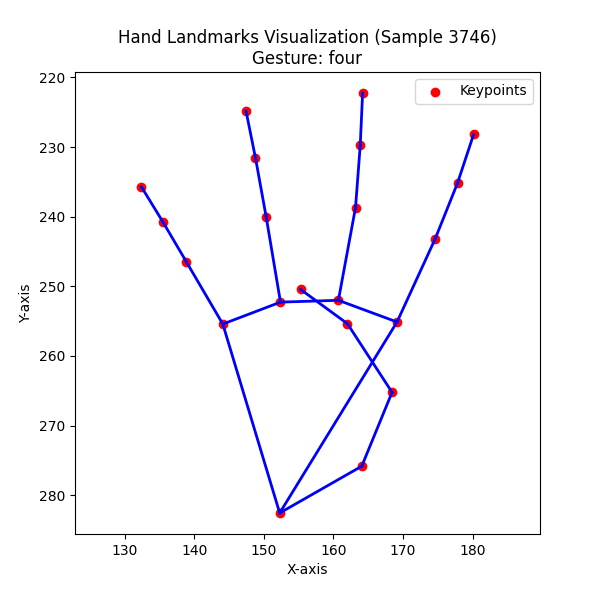 Hand Landmarks Visualization (Sample 3746)
Gesture: four
Keypoints
220
230
240
250
260
270
280
Y-axis
130
140
150
160
170
180
X-axis